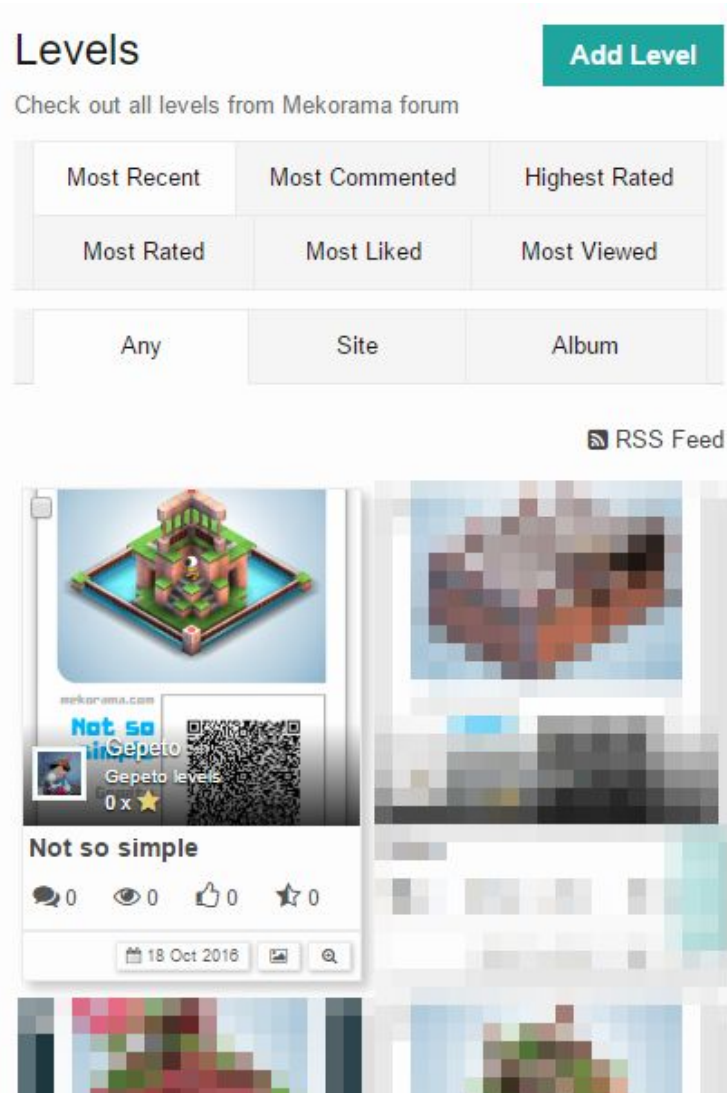 Levels
Add Level
Check out all levels from Mekorama forum
Most Recent
Most Commented
Highest Rated
Most Rated
Most Liked
Most Viewed
Any
Site
Album
RSS Feed
mekorama.com
Not so
simple
Gepeto
Gepeto levels
0 x
Not so simple
0
0
0
0
18 Oct 2016